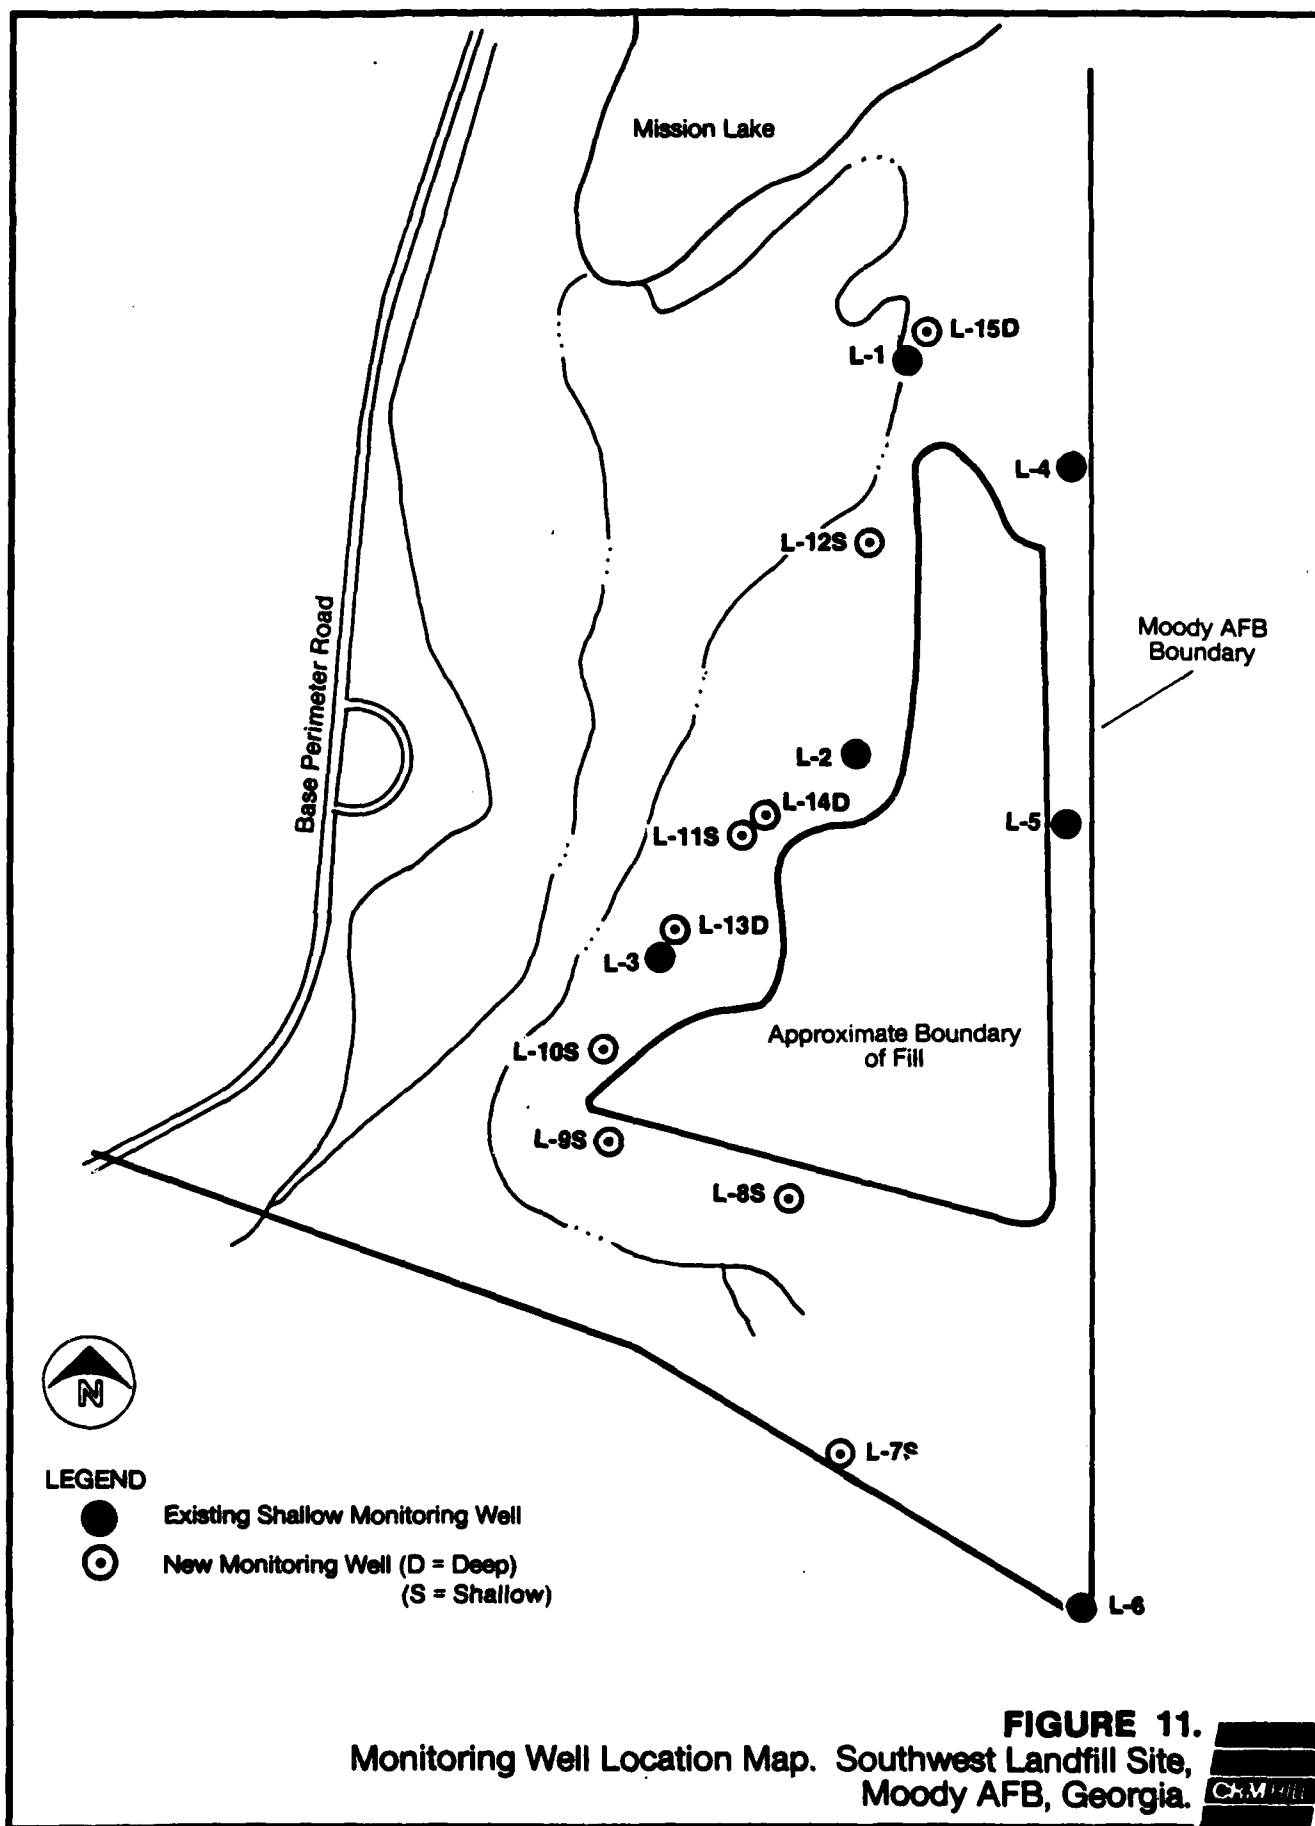 Mission Lake
L-15D
L-1
L-4
L-12S
Moody AFB
Boundary
Base Perimeter Road
L-2
L-14D
L-11S
L-5
L-13D
L-3
Approximate Boundary
of Fill
L-10S
L-9S
L-8S
N
L-7S
LEGEND
Existing Shallow Monitoring Well
New Monitoring Well (D = Deep)
(S = Shallow)
L-6
FIGURE 11.
Monitoring Well Location Map. Southwest Landfill Site,
Moody AFB, Georgia.